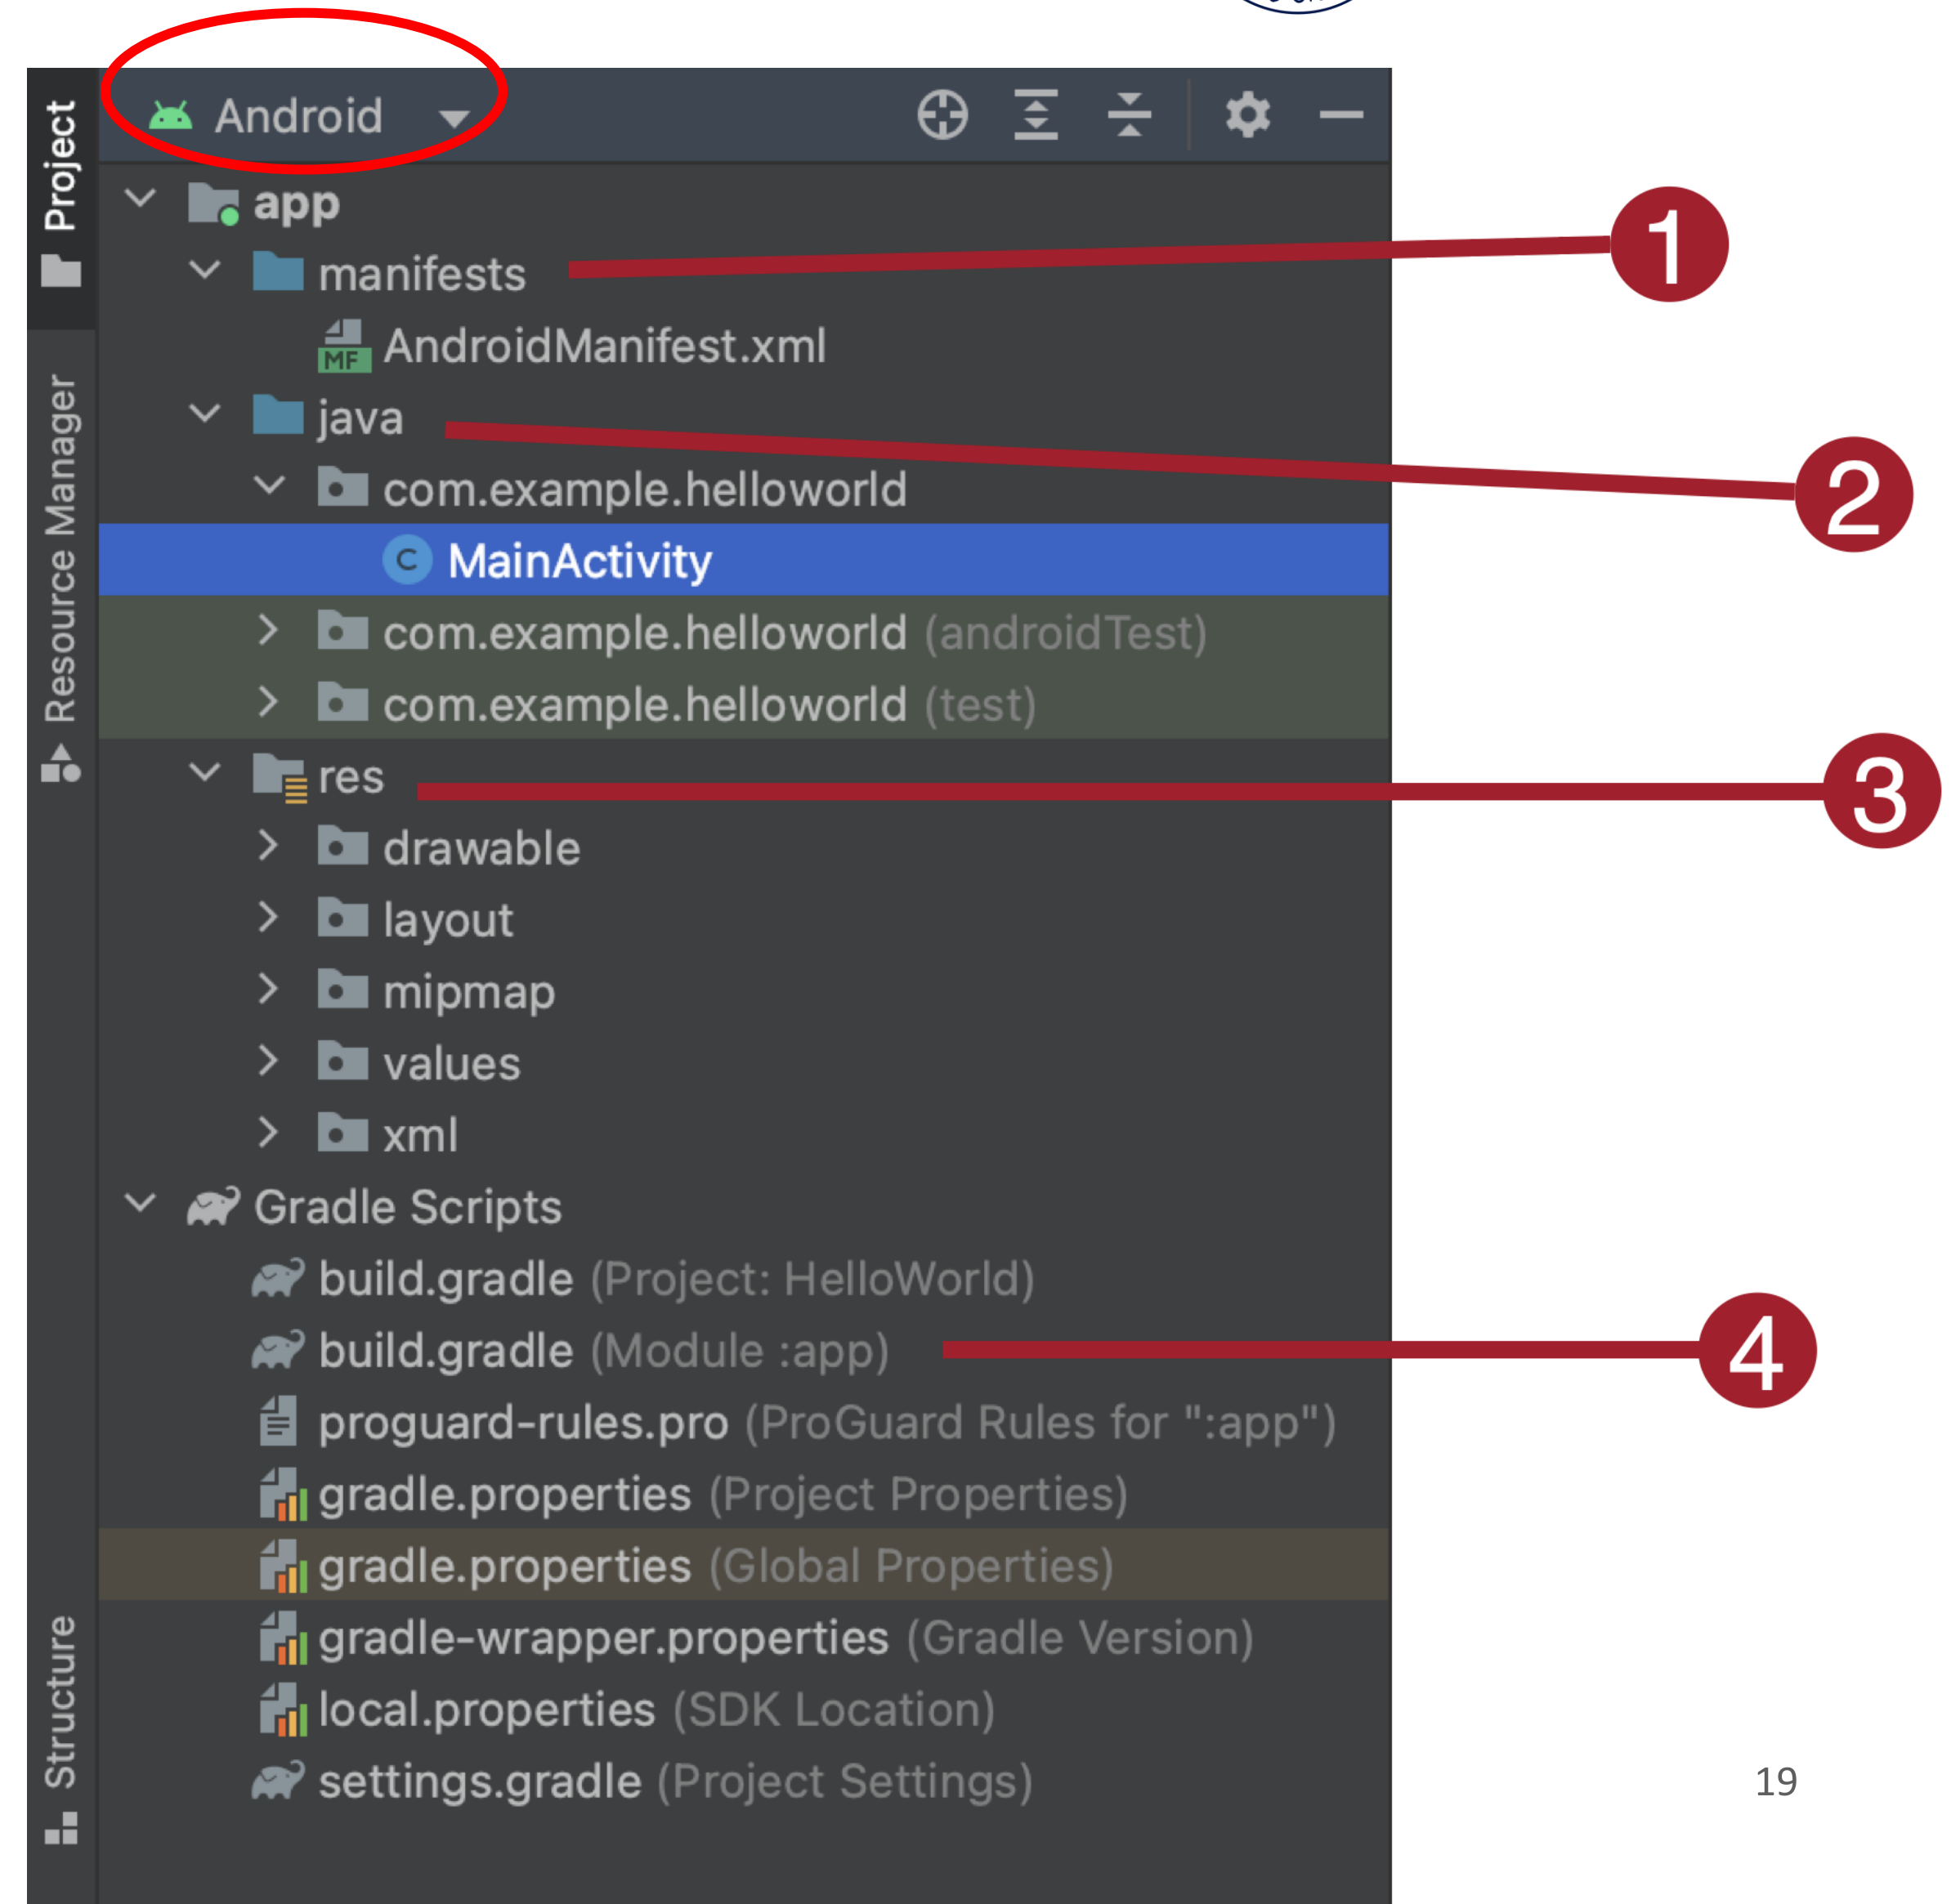 Project
Resource Manager
Structure
Android
app
manifests
1
MF AndroidManifest.xml
java
2
com.example.helloworld
C MainActivity
com.example.helloworld (androidTest)
com.example.helloworld (test)
res
3
drawable
layout
mipmap
values
xml
Gradle Scripts
build.gradle (Project: HelloWorld)
build.gradle (Module :app)
4
proguard-rules.pro (ProGuard Rules for ":app")
gradle.properties (Project Properties)
gradle.properties (Global Properties)
gradle-wrapper.properties (Gradle Version)
local.properties (SDK Location)
settings.gradle (Project Settings)
19